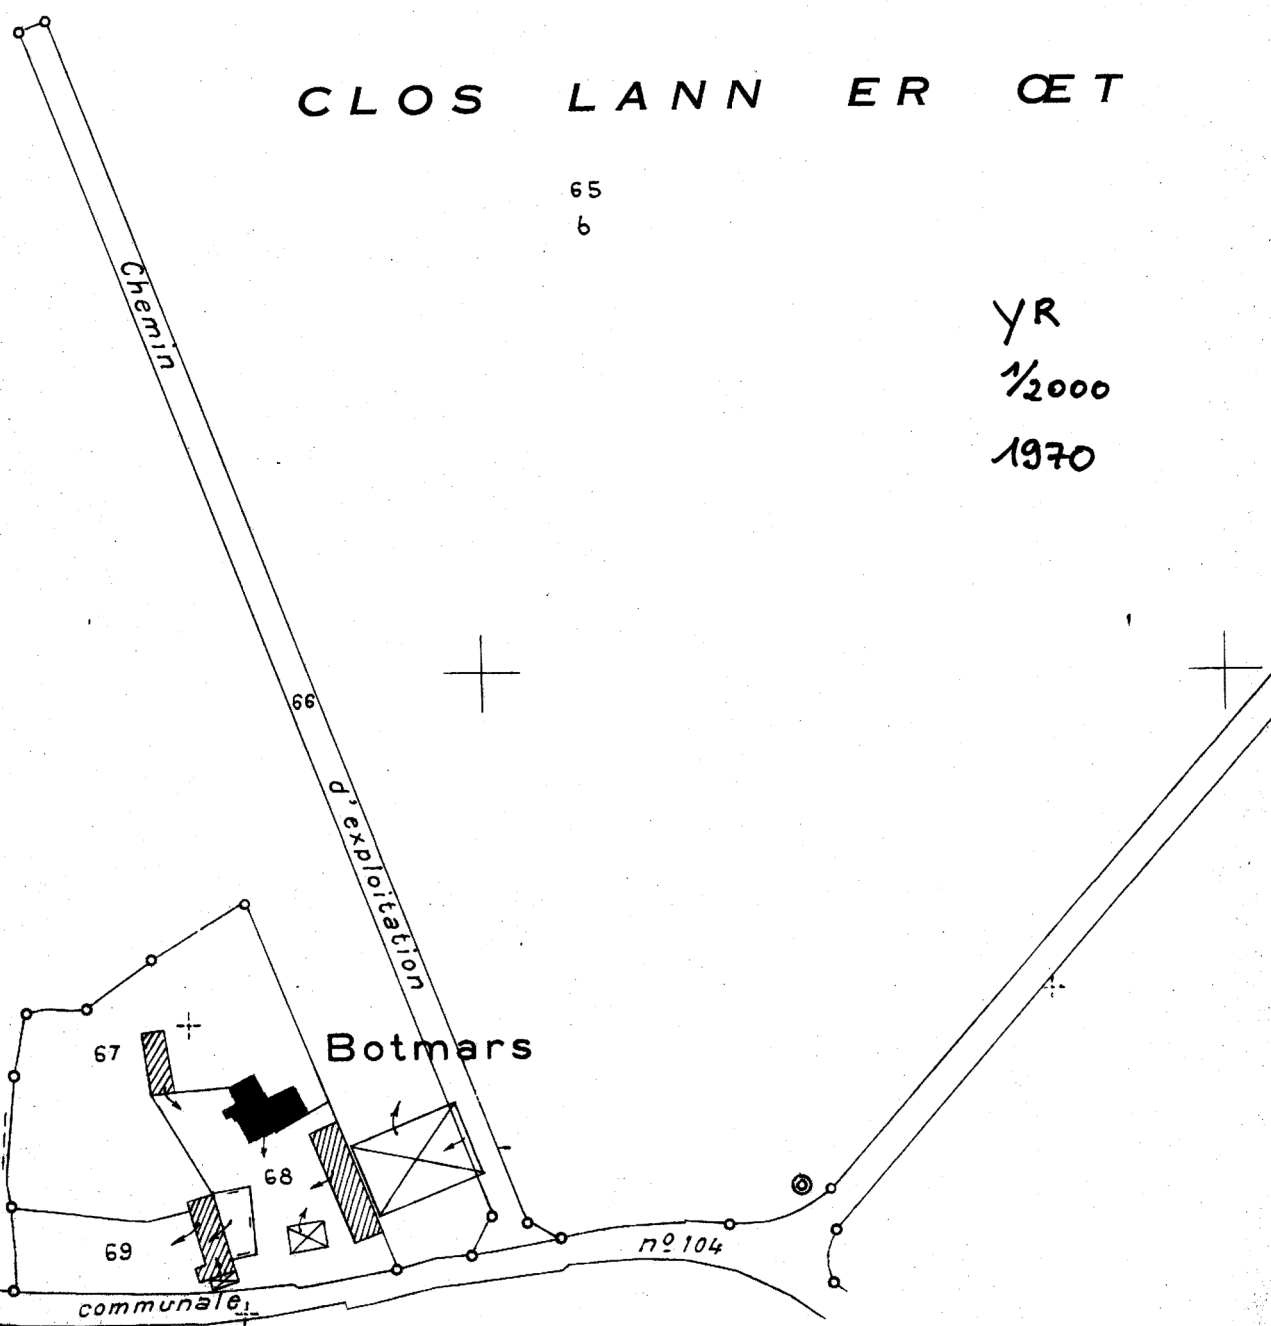 CLOS LANN ER ŒT
65
6
Chemin
YR
1/2000
1970
66
d'exploitation
Botmars
67
68
69
nº 104
communale